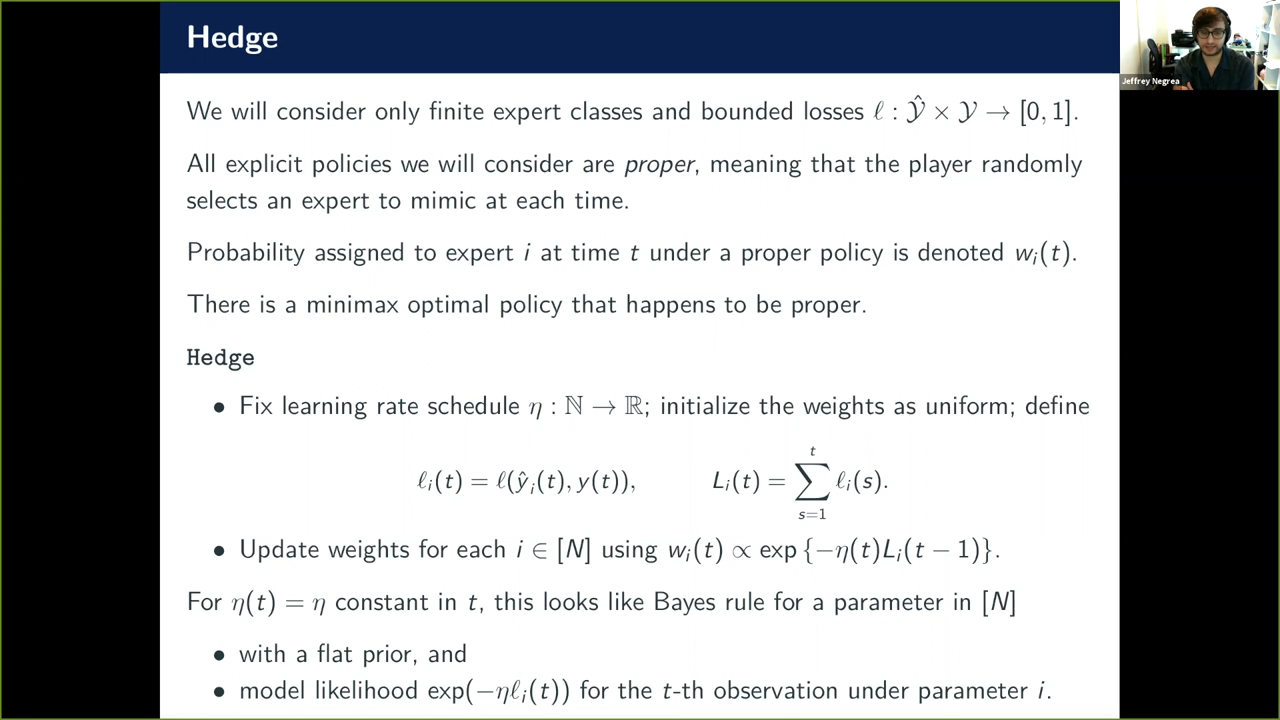 Hedge
Jeffrey Negrea
We will consider only finite expert classes and bounded losses ℓ : Ŷ × Y → [0, 1].
All explicit policies we will consider are proper, meaning that the player randomly
selects an expert to mimic at each time.
Probability assigned to expert i at time t under a proper policy is denoted wᵢ(t).
There is a minimax optimal policy that happens to be proper.
Hedge
• Fix learning rate schedule η : ℕ → ℝ; initialize the weights as uniform; define
ℓᵢ(t) = ℓ(ŷᵢ(t), y(t)), Lᵢ(t) = ∑_{s=1}^{t} ℓᵢ(s).
• Update weights for each i ∈ [N] using wᵢ(t) ∝ exp {−η(t)Lᵢ(t − 1)}.
For η(t) = η constant in t, this looks like Bayes rule for a parameter in [N]
• with a flat prior, and
• model likelihood exp(−ηℓᵢ(t)) for the t-th observation under parameter i.